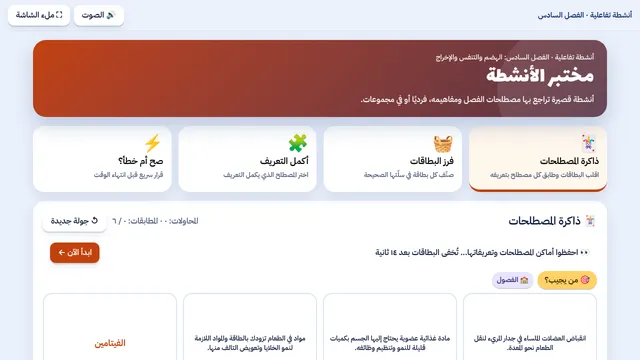 أنشطة تفاعلية · الفصل السادس
🔊 الصوت
⛶ ملء الشاشة
أنشطة تفاعلية · الفصل السادس: الهضم والتنفس والإخراج
مختبر الأنشطة
أنشطة قصيرة تراجع بها مصطلحات الفصل ومفاهيمه، فرديًا أو في مجموعات.
🃏
ذاكرة المصطلحات
اقلب البطاقات وطابق كل مصطلح بتعريفه
🧺
فرز البطاقات
صنّف كل بطاقة في سلّتها الصحيحة
🧩
أكمل التعريف
اختر المصطلح الذي يكمل التعريف
⚡
صح أم خطأ؟
قرار سريع قبل انتهاء الوقت
🃏 ذاكرة المصطلحات
المحاولات: ٠ · المطابقات: ٠ / ٦
↺ جولة جديدة
👀 احفظوا أماكن المصطلحات وتعريفاتها... تُخفى البطاقات بعد ١٤ ثانية
ابدأ الآن ←
🎯 من يجيب؟
🏫 الفصول
انقباض العضلات الملساء في جدار المريء لنقل
الطعام نحو المعدة.
مادة غذائية عضوية يحتاج إليها الجسم بكميات
قليلة للنمو وتنظيم وظائفه.
مواد في الطعام تزودك بالطاقة والمواد اللازمة
لنمو الخلايا وتعويض التالف منها.
الفيتامين